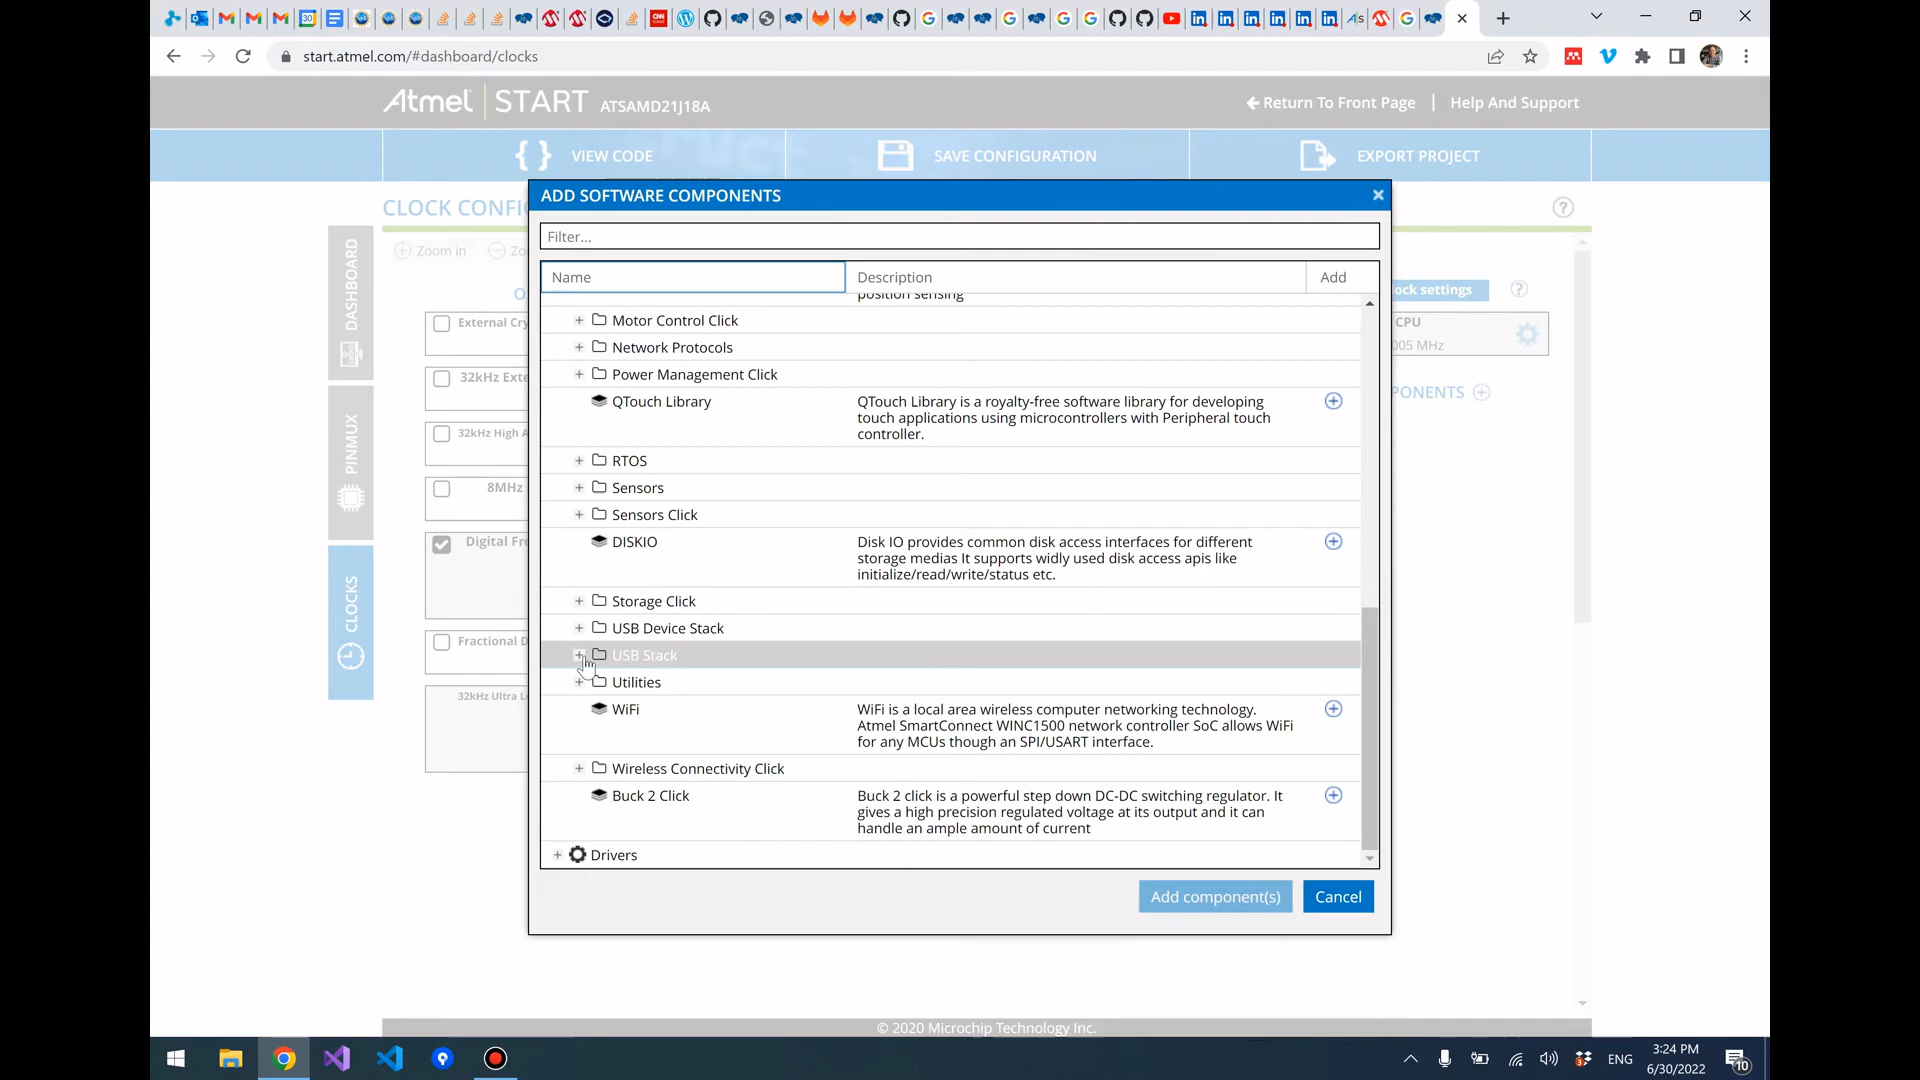 start.atmel.com/#dashboard/clocks
Atmel START ATSAMD21J18A
Return To Front Page
Help And Support
VIEW CODE
SAVE CONFIGURATION
EXPORT PROJECT
CLOCK CONFI
ADD SOFTWARE COMPONENTS
Filter...
Zoom in
Zo
Name
Description
Add
position sensing
Motor Control Click
Network Protocols
Power Management Click
QTouch Library
QTouch Library is a royalty-free software library for developing
touch applications using microcontrollers with Peripheral touch
controller.
RTOS
Sensors
Sensors Click
DISKIO
Disk IO provides common disk access interfaces for different
storage medias It supports widly used disk access apis like
initialize/read/write/status etc.
Storage Click
USB Device Stack
USB Stack
Utilities
WiFi
WiFi is a local area wireless computer networking technology.
Atmel SmartConnect WINC1500 network controller SoC allows WiFi
for any MCUs though an SPI/USART interface.
Wireless Connectivity Click
Buck 2 Click
Buck 2 click is a powerful step down DC-DC switching regulator. It
gives a high precision regulated voltage at its output and it can
handle an ample amount of current
Drivers
Add component(s)
Cancel
DASHBOARD
PINMUX
CLOCKS
O
External Cry
32kHz Exte
32kHz High A
8MHz
Digital Fre
Fractional D
32kHz Ultra L
ock settings
CPU
005 MHz
PONENTS
© 2020 Microchip Technology Inc.
ENG
3:24 PM
6/30/2022
10